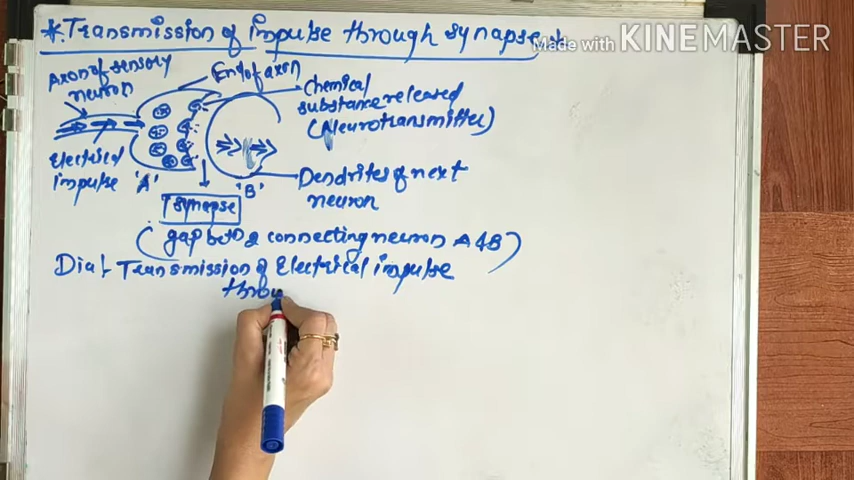 *. Transmission of impulse through synapse *
Made with KINEMASTER
Axon of sensory
neuron
End of axon
Chemical
substance released
(Neurotransmitter)
Electrical
impulse
'A'
'B'
Dendrites of next
neuron
synapse
(gap betn 2 connecting neuron A & B)
Dia:- Transmission of Electrical impulse
throu